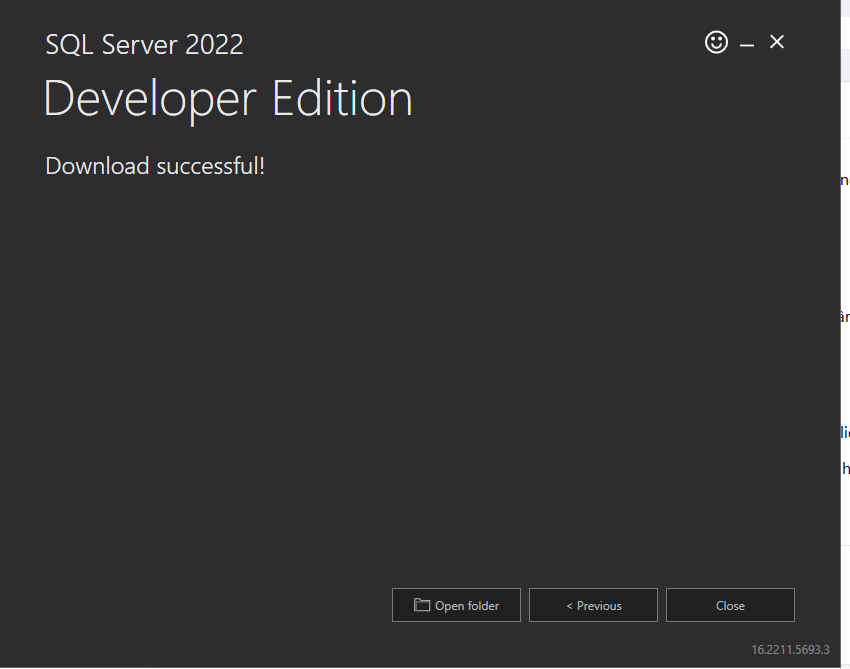 SQL Server 2022
Developer Edition
Download successful!
Open folder
< Previous
Close
16.2211.5693.3